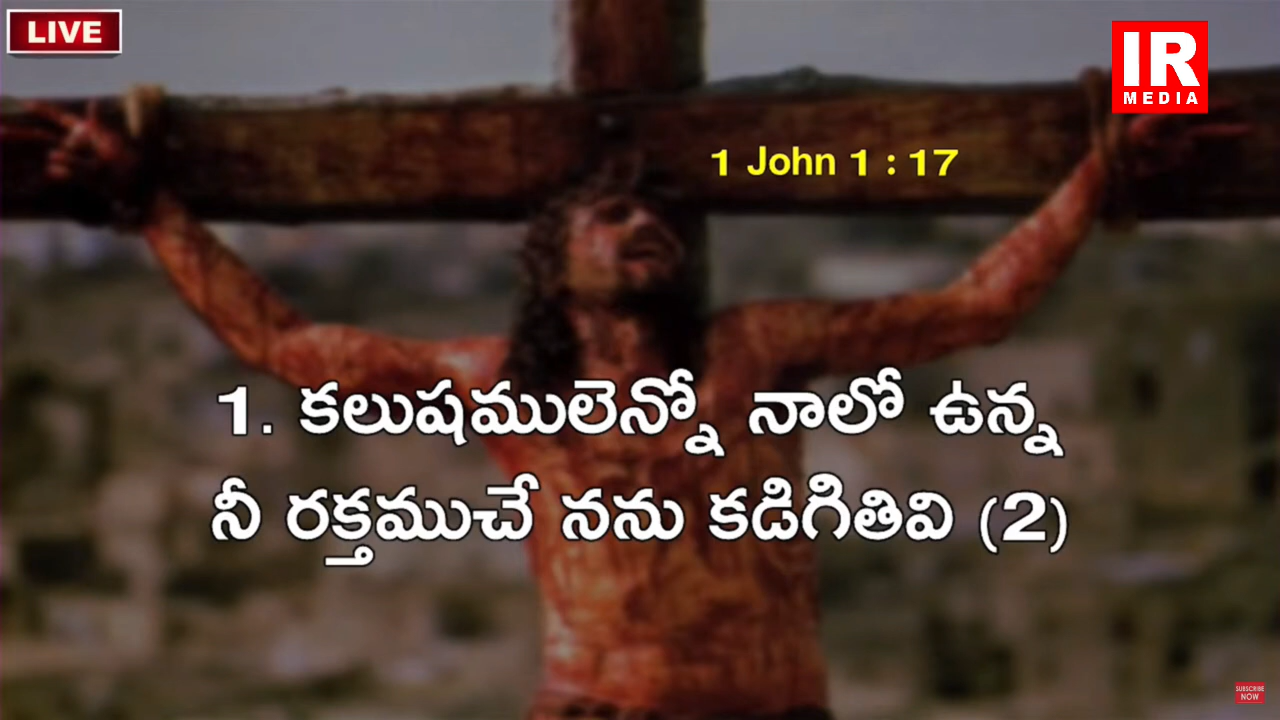 LIVE
IR
MEDIA
1 John 1 : 17
1. కలుషములెన్నో నాలో ఉన్న
నీ రక్తముచే నను కడిగితివి (2)
SUBSCRIBE
NOW